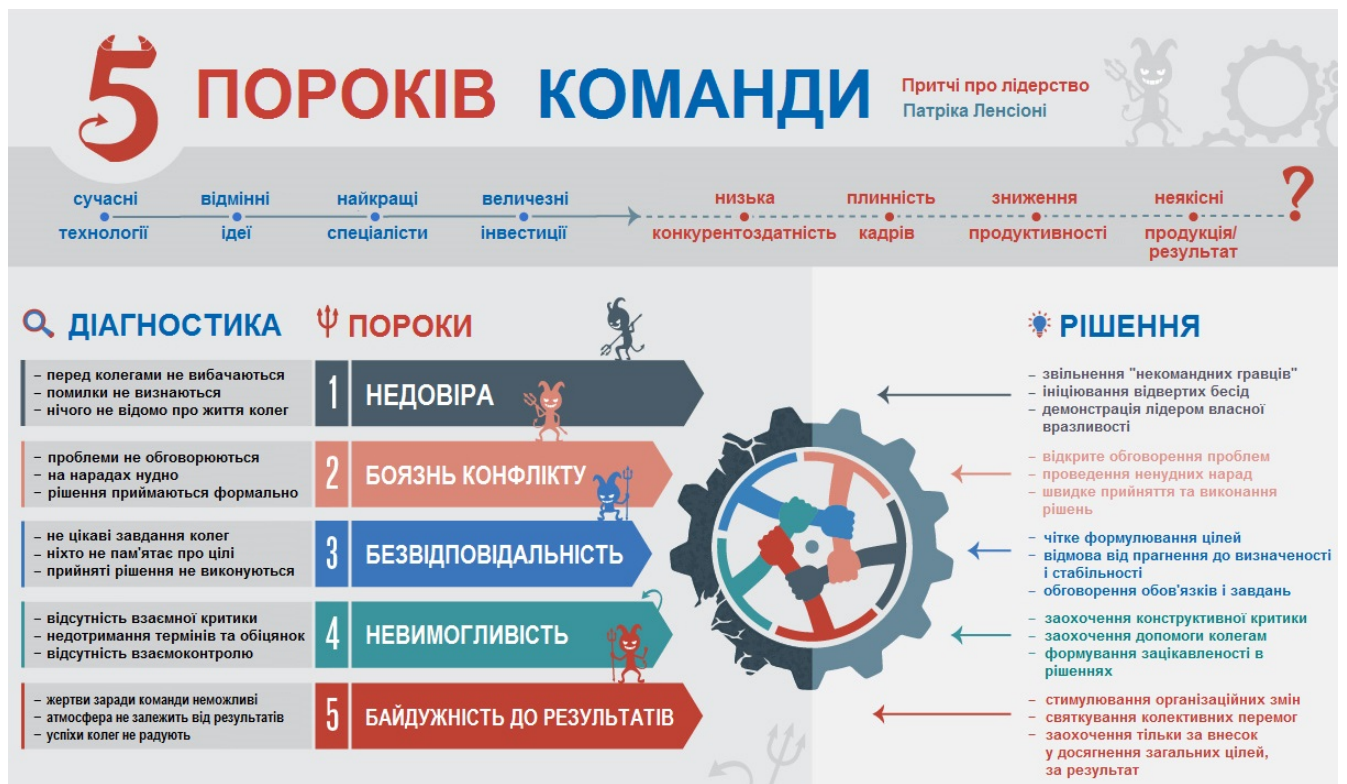 5 ПОРОКІВ КОМАНДИ
Притчі про лідерство
Патріка Ленсіоні
сучасні
технології
відмінні
ідеї
найкращі
спеціалісти
величезні
інвестиції
низька
конкурентоздатність
плинність
кадрів
зниження
продуктивності
неякісні
продукція/
результат
?
ДІАГНОСТИКА
ПОРОКИ
РІШЕННЯ
– перед колегами не вибачаються
– помилки не визнаються
– нічого не відомо про життя колег
1 НЕДОВІРА
– звільнення "некомандних гравців"
– ініціювання відвертих бесід
– демонстрація лідером власної
вразливості
– проблеми не обговорюються
– на нарадах нудно
– рішення приймаються формально
2 БОЯЗНЬ КОНФЛІКТУ
– відкрите обговорення проблем
– проведення ненудних нарад
– швидке прийняття та виконання
рішень
– не цікаві завдання колег
– ніхто не пам'ятає про цілі
– прийняті рішення не виконуються
3 БЕЗВІДПОВІДАЛЬНІСТЬ
– чітке формулювання цілей
– відмова від прагнення до визначеності
і стабільності
– обговорення обов'язків і завдань
– відсутність взаємної критики
– недотримання термінів та обіцянок
– відсутність взаємоконтролю
4 НЕВИМОГЛИВІСТЬ
– заохочення конструктивної критики
– заохочення допомоги колегам
– формування зацікавленості в
рішеннях
– жертви заради команди неможливі
– атмосфера не залежить від результатів
– успіхи колег не радують
5 БАЙДУЖНІСТЬ ДО РЕЗУЛЬТАТІВ
– стимулювання організаційних змін
– святкування колективних перемог
– заохочення тільки за внесок
у досягнення загальних цілей,
за результат